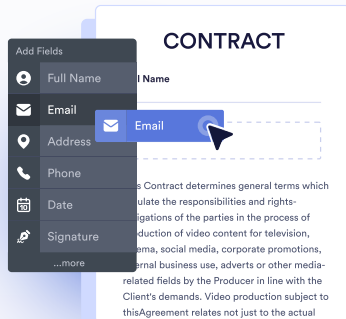 CONTRACT
Add Fields
Full Name
Email
Address
Phone
Date
10
Signature
...more
l Name
Email
s Contract determines general terms which
ulate the responsibilities and rights-
igations of the parties in the process of
duction of video content for television,
ema, social media, corporate promotions,
ernal business use, adverts or other media-
related fields by the Producer in line with the
Client's demands. Video production subject to
thisAgreement relates not just to the actual